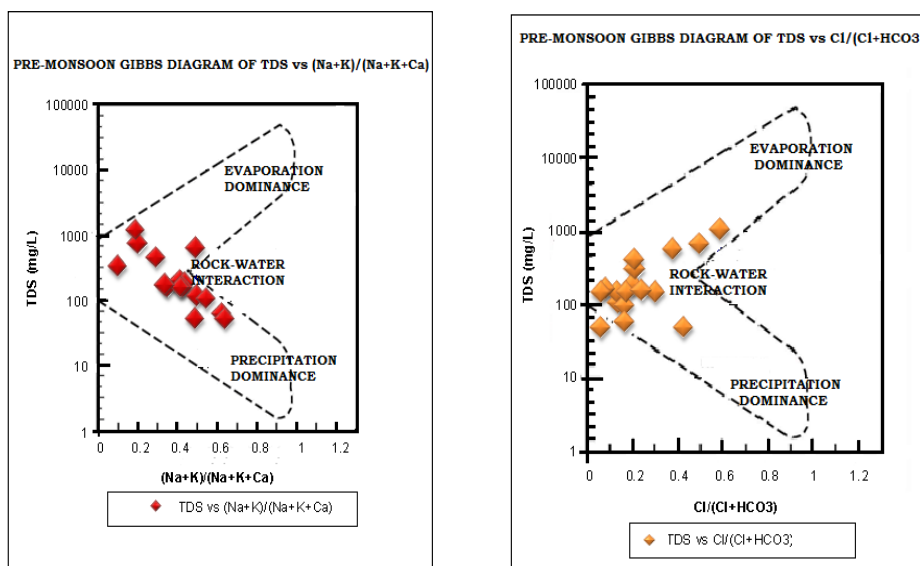 PRE-MONSOON GIBBS DIAGRAM OF TDS vs (Na+K)/(Na+K+Ca)
100000
10000
1000
100
10
1
TDS (mg/L)
EVAPORATION
DOMINANCE
ROCK-WATER
INTERACTION
PRECIPITATION
DOMINANCE
0 0.2 0.4 0.6 0.8 1 1.2
(Na+K)/(Na+K+Ca)
TDS vs (Na+K)/(Na+K+Ca)
PRE-MONSOON GIBBS DIAGRAM OF TDS vs Cl/(Cl+HCO3
100000
10000
1000
100
10
1
TDS (mg/L)
EVAPORATION
DOMINANCE
ROCK-WATER
INTERACTION
PRECIPITATION
DOMINANCE
0 0.2 0.4 0.6 0.8 1 1.2
Cl/(Cl+HCO3)
TDS vs Cl/(Cl+HCO3)